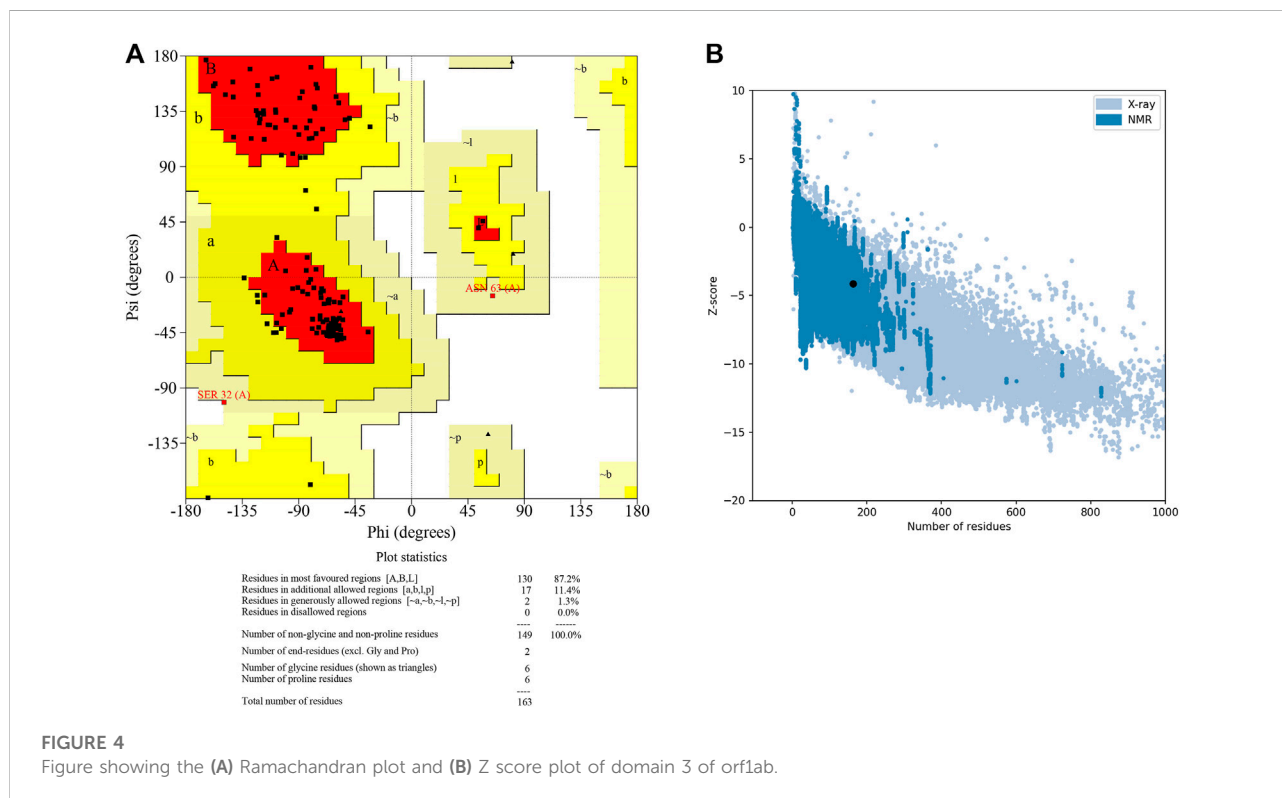 A
B
180
135
90
45
0
-45
-90
-135
Psi (degrees)
B
b
~b
~b
b
~l
l
a
A
~a
ASN 63 (A)
SER 32 (A)
~b
b
~p
p
~b
-180 -135 -90 -45 0 45 90 135 180
Phi (degrees)
Plot statistics
Residues in most favoured regions [A,B,L] 130 87.2%
Residues in additional allowed regions [a,b,l,p] 17 11.4%
Residues in generously allowed regions [~a,~b,~l,~p] 2 1.3%
Residues in disallowed regions 0 0.0%
---- ------
Number of non-glycine and non-proline residues 149 100.0%
Number of end-residues (excl. Gly and Pro) 2
Number of glycine residues (shown as triangles) 6
Number of proline residues 6
----
Total number of residues 163
10
5
0
-5
-10
-15
-20
Z-score
X-ray
NMR
0 200 400 600 800 1000
Number of residues
FIGURE 4
Figure showing the (A) Ramachandran plot and (B) Z score plot of domain 3 of orf1ab.